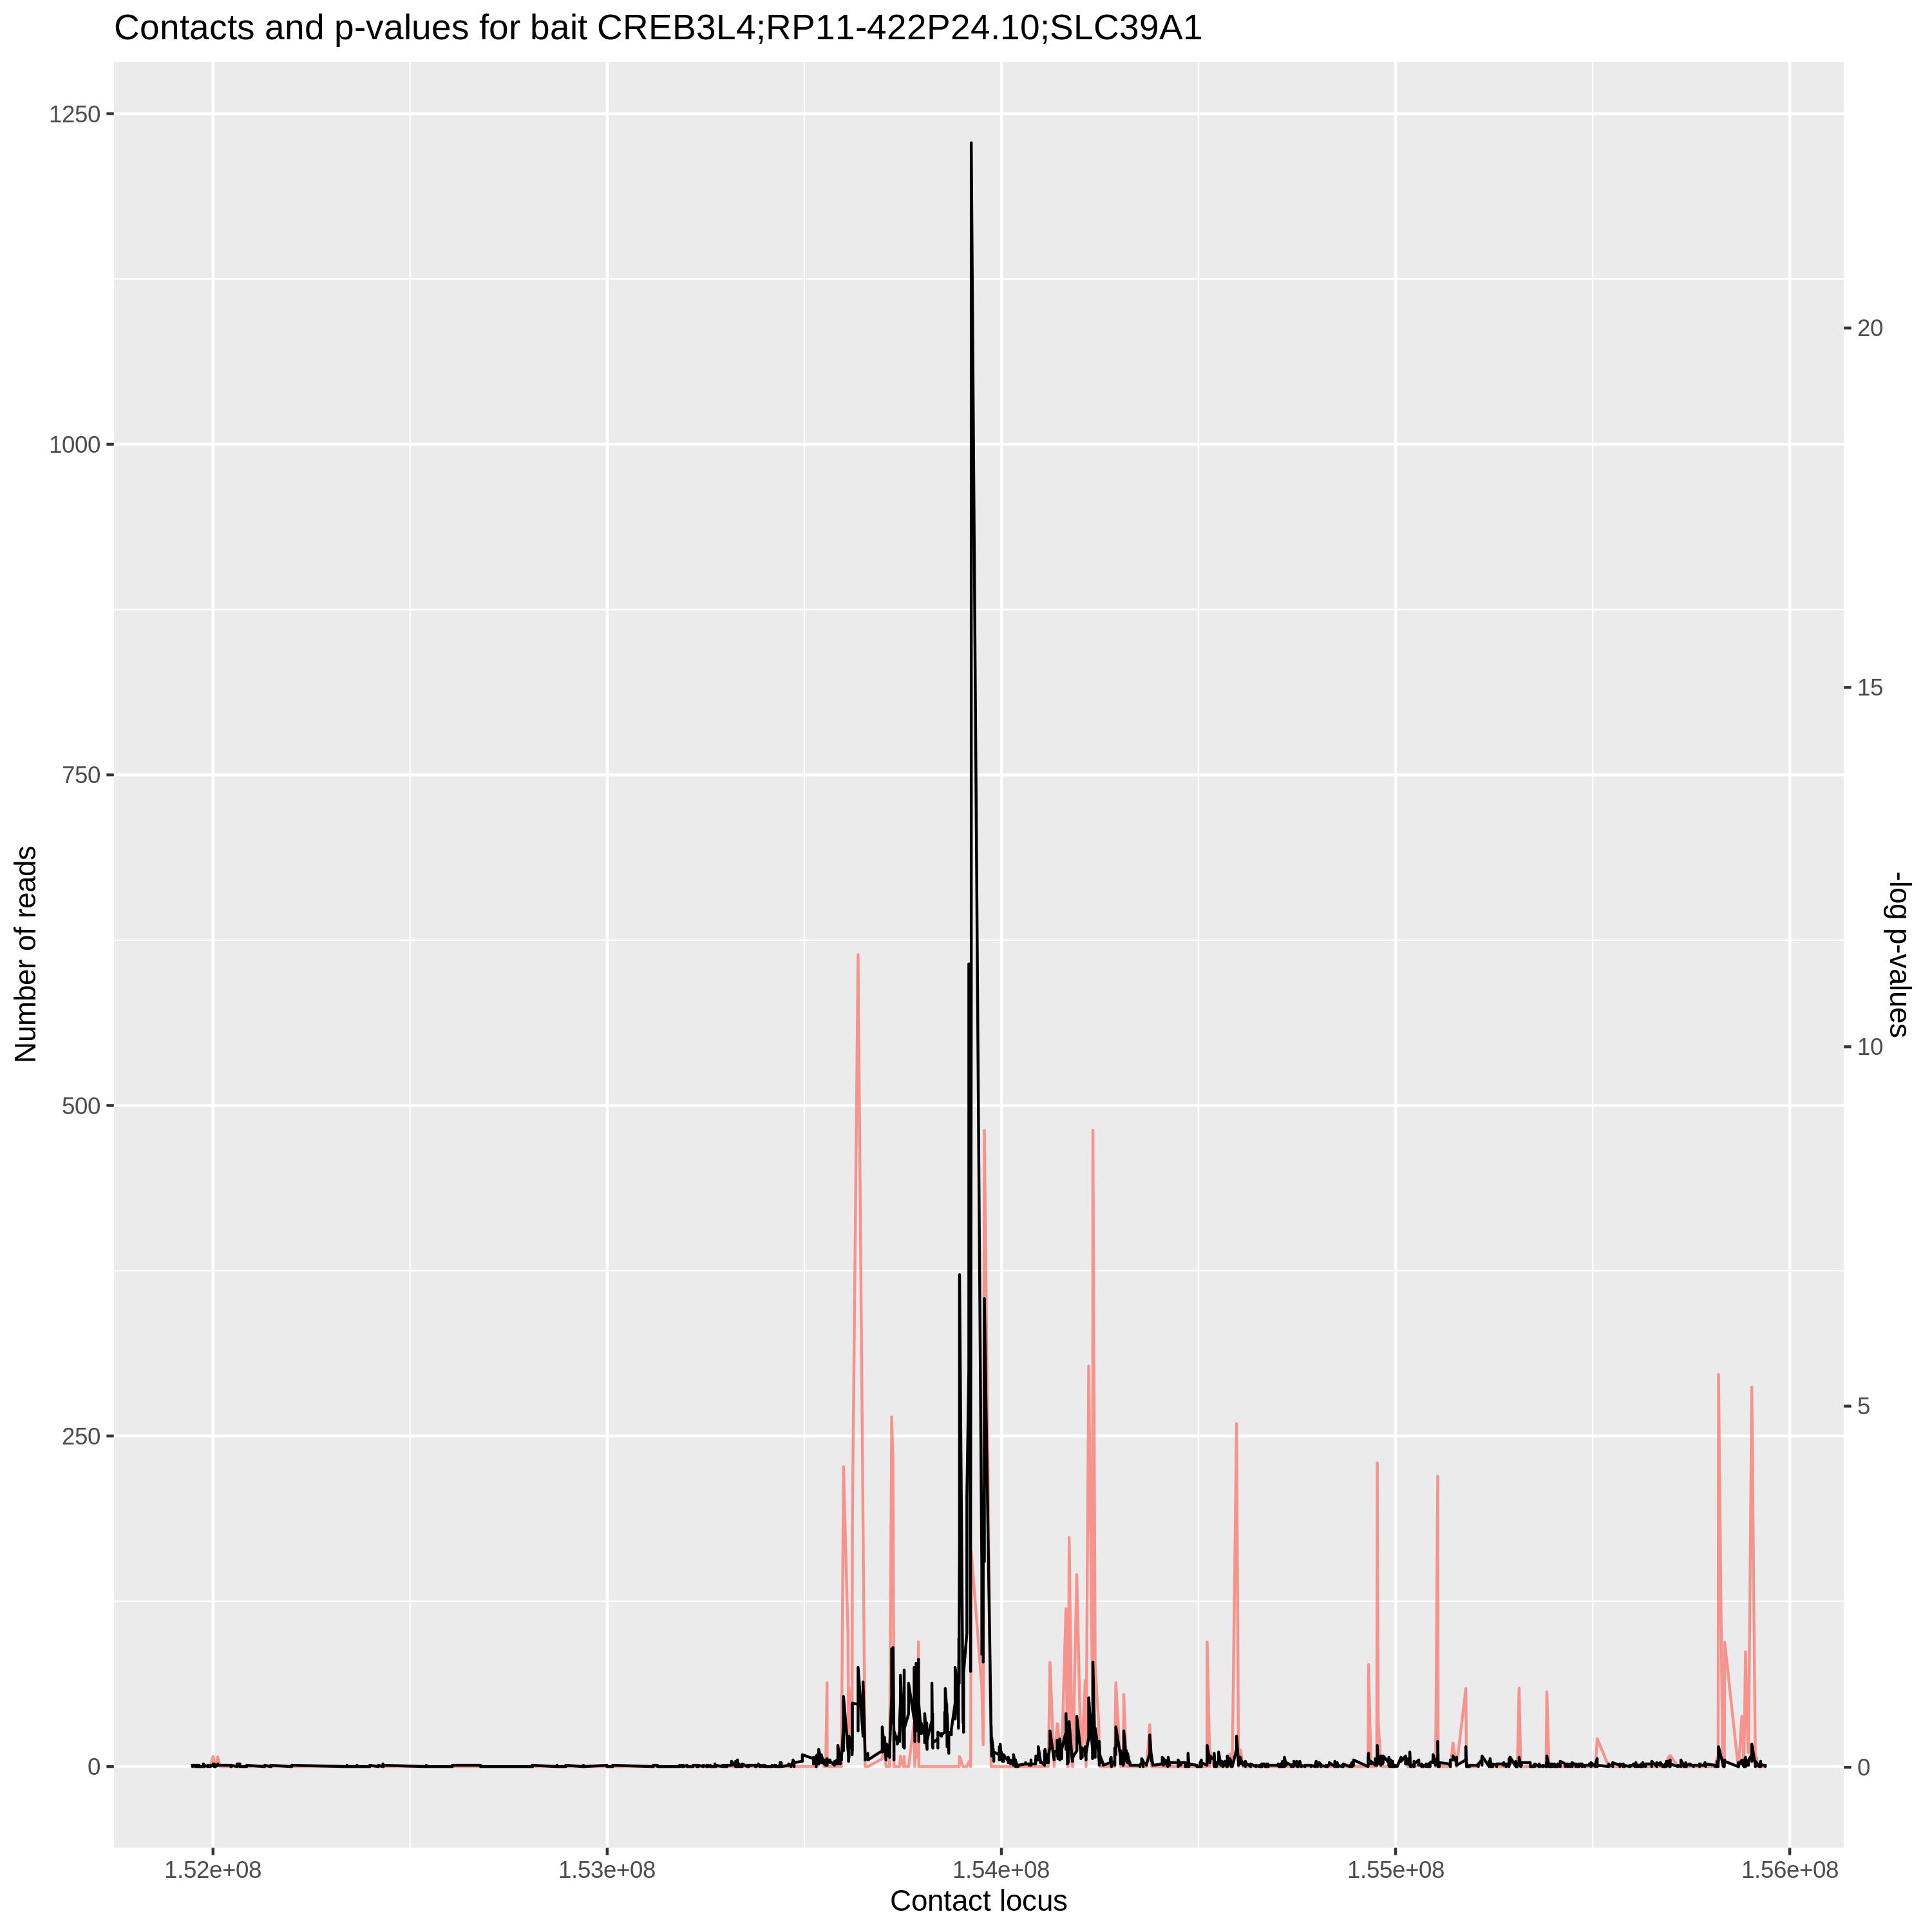 Contacts and p-values for bait CREB3L4;RP11-422P24.10;SLC39A1
1250
1000
750
500
250
0
Number of reads
20
15
10
5
0
-log p-values
1.52e+08 1.53e+08 1.54e+08 1.55e+08 1.56e+08
Contact locus